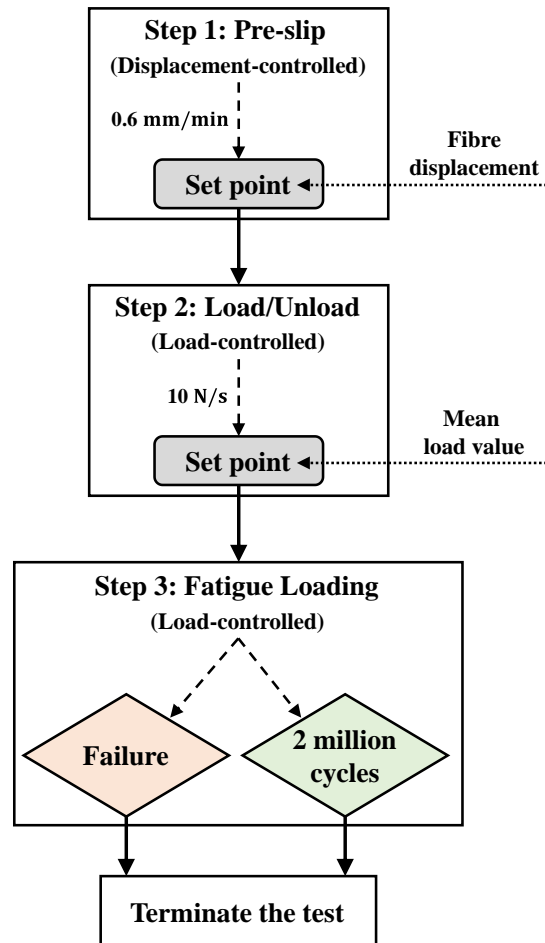 Step 1: Pre-slip
(Displacement-controlled)
0.6 mm/min
Set point
Fibre
displacement
Step 2: Load/Unload
(Load-controlled)
10 N/s
Set point
Mean
load value
Step 3: Fatigue Loading
(Load-controlled)
Failure
2 million
cycles
Terminate the test